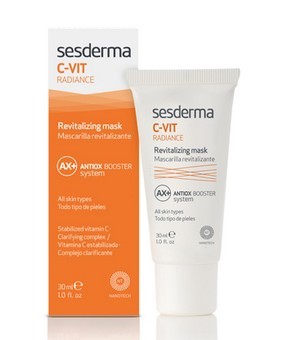 sesderma
C-VIT
RADIANCE
Revitalizing mask
Mascarilla revitalizante
AX+ ANTIOX BOOSTER
system
All skin types
Todo tipo de pieles
Stabilized vitamin C -
Clarifying complex /
Vitamina C estabilizada -
Complejo clarificante
30 ml
1.0 fl. oz
NANOTECH
sesderma
C-VIT
RADIANCE
Revitalizing mask
Mascarilla revitalizante
AX+ ANTIOX BOOSTER
system
All skin types
Todo tipo de pieles
30 ml
1.0 fl. oz
NANOTECH